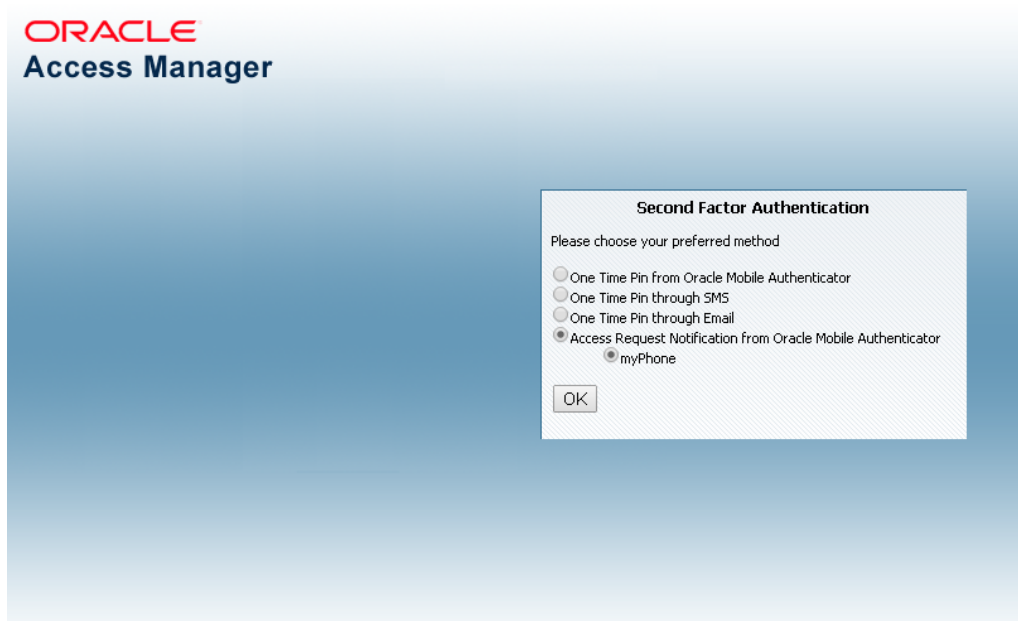 ORACLE
Access Manager
Second Factor Authentication
Please choose your preferred method
One Time Pin from Oracle Mobile Authenticator
One Time Pin through SMS
One Time Pin through Email
Access Request Notification from Oracle Mobile Authenticator
myPhone
OK